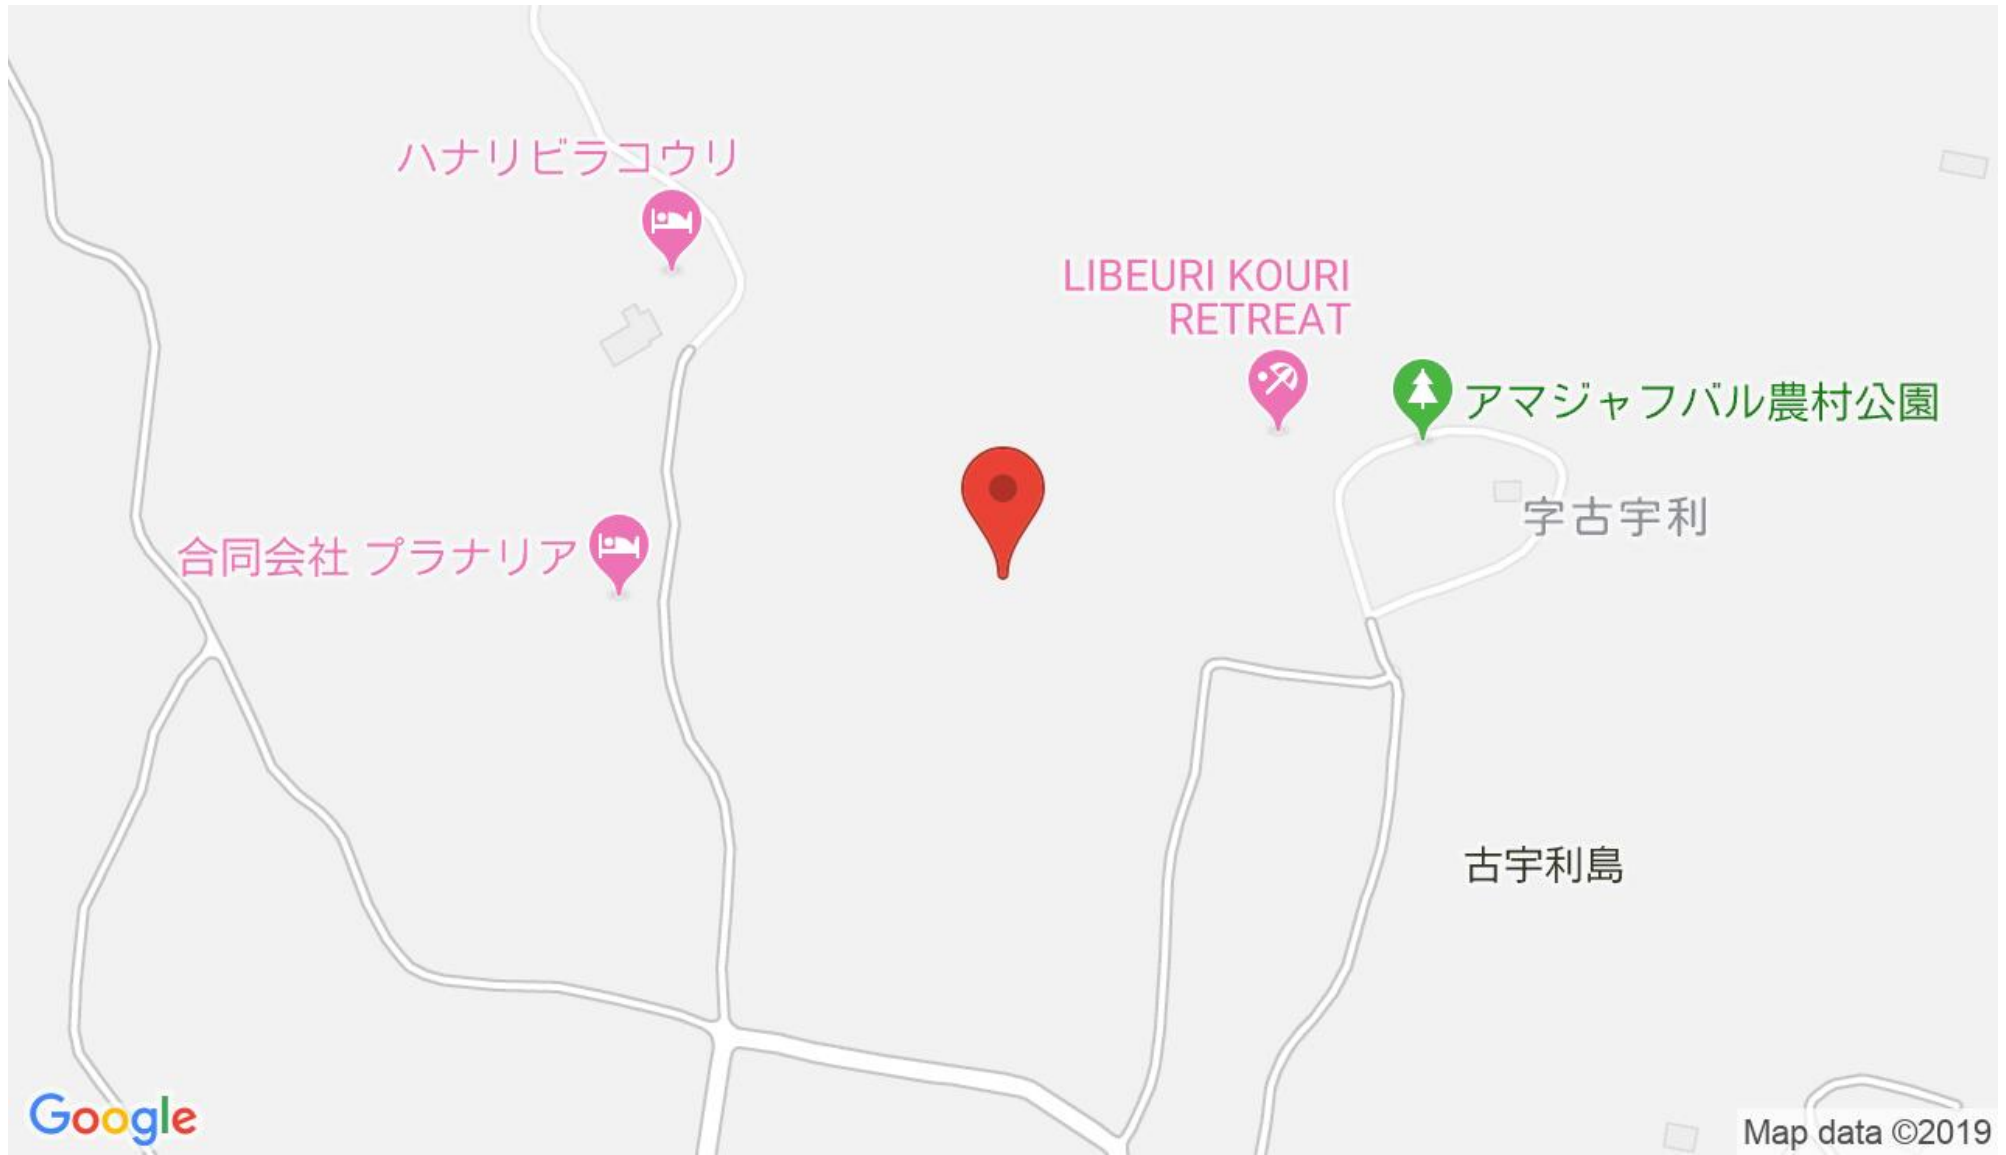 ハナリビラコウリ
LIBEURI KOURI
RETREAT
アマジャフバル農村公園
字古宇利
合同会社 プラナリア
古宇利島
Google
Map data ©2019